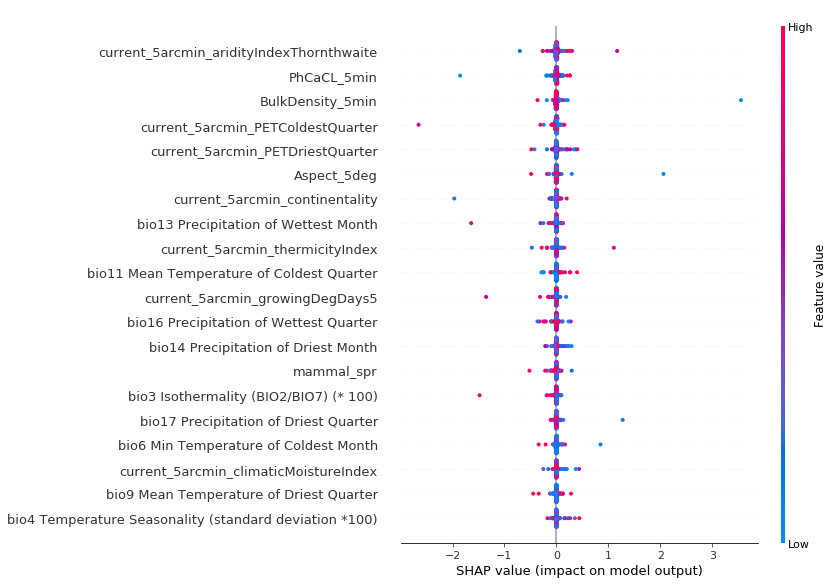 High
current_5arcmin_aridityIndexThornthwaite
PhCaCL_5min
BulkDensity_5min
current_5arcmin_PETColdestQuarter
current_5arcmin_PETDriestQuarter
Aspect_5deg
current_5arcmin_continentality
bio13 Precipitation of Wettest Month
current_5arcmin_thermicityIndex
bio11 Mean Temperature of Coldest Quarter
current_5arcmin_growingDegDays5
bio16 Precipitation of Wettest Quarter
bio14 Precipitation of Driest Month
mammal_spr
bio3 Isothermality (BIO2/BIO7) (* 100)
bio17 Precipitation of Driest Quarter
bio6 Min Temperature of Coldest Month
current_5arcmin_climaticMoistureIndex
bio9 Mean Temperature of Driest Quarter
bio4 Temperature Seasonality (standard deviation *100)
Feature value
Low
−2 −1 0 1 2 3
SHAP value (impact on model output)